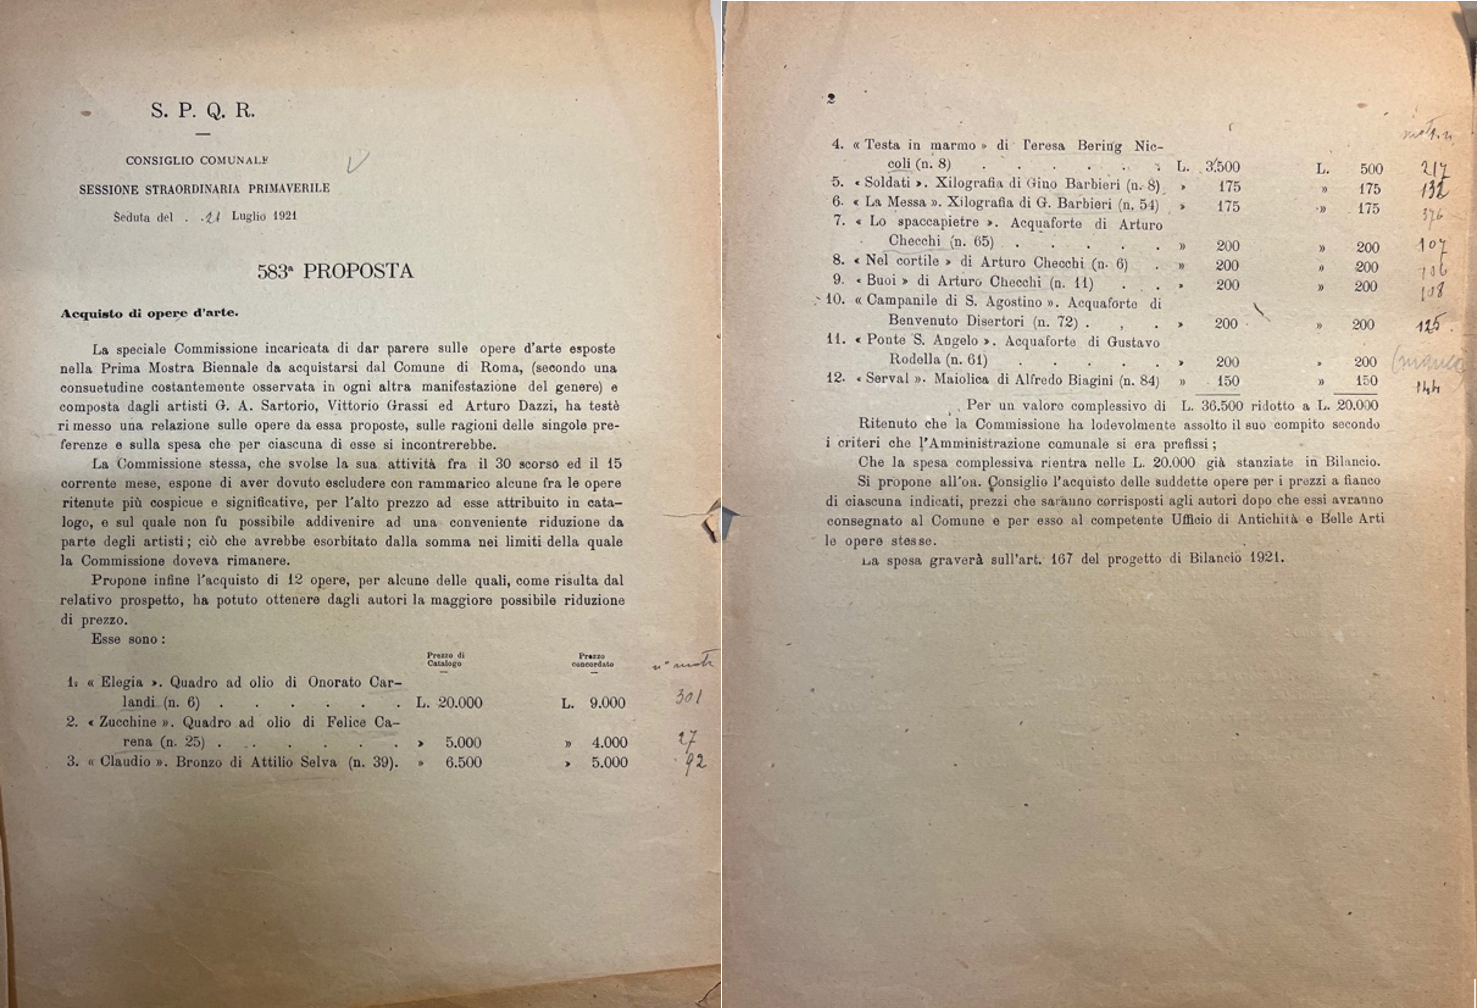 S. P. Q. R.
CONSIGLIO COMUNALE
SESSIONE STRAORDINARIA PRIMAVERILE
Seduta del . .21 Luglio 1921
583ª PROPOSTA
Acquisto di opere d'arte.
La speciale Commissione incaricata di dar parere sulle opere d'arte esposte
nella Prima Mostra Biennale da acquistarsi dal Comune di Roma, (secondo una
consuetudine costantemente osservata in ogni altra manifestazione del genere) e
composta dagli artisti G. A. Sartorio, Vittorio Grassi ed Arturo Dazzi, ha testè
rimesso una relazione sulle opere da essa proposte, sulle ragioni delle singole pre-
ferenze e sulla spesa che per ciascuna di esse si incontrerebbe.
La Commissione stessa, che svolse la sua attività fra il 30 scorso ed il 15
corrente mese, espone di aver dovuto escludere con rammarico alcune fra le opere
ritenute più cospicue e significative, per l'alto prezzo ad esse attribuito in cata-
logo, e sul quale non fu possibile addivenire ad una conveniente riduzione da
parte degli artisti; ciò che avrebbe esorbitato dalla somma nei limiti della quale
la Commissione doveva rimanere.
Propone infine l'acquisto di 12 opere, per alcune delle quali, come risulta dal
relativo prospetto, ha potuto ottenere dagli autori la maggiore possibile riduzione
di prezzo.
Esse sono:
Prezzo di Prezzo
Catalogo concordato n° matr
1. « Elegia ». Quadro ad olio di Onorato Car-
landi (n. 6) . . . . . . L. 20.000 L. 9.000 301
2. « Zucchine ». Quadro ad olio di Felice Ca-
rena (n. 25) . . . . . . » 5.000 » 4.000 27
3. « Claudio ». Bronzo di Attilio Selva (n. 39). » 6.500 » 5.000 92
2
matr. n.
4. « Testa in marmo » di Teresa Bering Nic-
coli (n. 8) . . . . . . L. 3.500 L. 500 217
5. « Soldati ». Xilografia di Gino Barbieri (n. 8) » 175 » 175 132
6. « La Messa ». Xilografia di G. Barbieri (n. 54) » 175 » 175 376
7. « Lo spaccapietre ». Acquaforte di Arturo
Checchi (n. 65) . . . . . » 200 » 200 107
8. « Nel cortile » di Arturo Checchi (n. 6) . » 200 » 200 106
9. « Buoi » di Arturo Checchi (n. 11) . . » 200 » 200 108
10. « Campanile di S. Agostino ». Acquaforte di
Benvenuto Disertori (n. 72) . . . » 200 » 200 125
11. « Ponte S. Angelo ». Acquaforte di Gustavo
Rodella (n. 61) . . . . . » 200 » 200 (manca)
12. « Serval ». Maiolica di Alfredo Biagini (n. 84) » 150 » 150 144
Per un valore complessivo di L. 36.500 ridotto a L. 20.000
Ritenuto che la Commissione ha lodevolmente assolto il suo compito secondo
i criteri che l'Amministrazione comunale si era prefissi;
Che la spesa complessiva rientra nelle L. 20.000 già stanziate in Bilancio.
Si propone all'on. Consiglio l'acquisto delle suddette opere per i prezzi a fianco
di ciascuna indicati, prezzi che saranno corrisposti agli autori dopo che essi avranno
consegnato al Comune e per esso al competente Ufficio di Antichità e Belle Arti
le opere stesse.
La spesa graverà sull'art. 167 del progetto di Bilancio 1921.